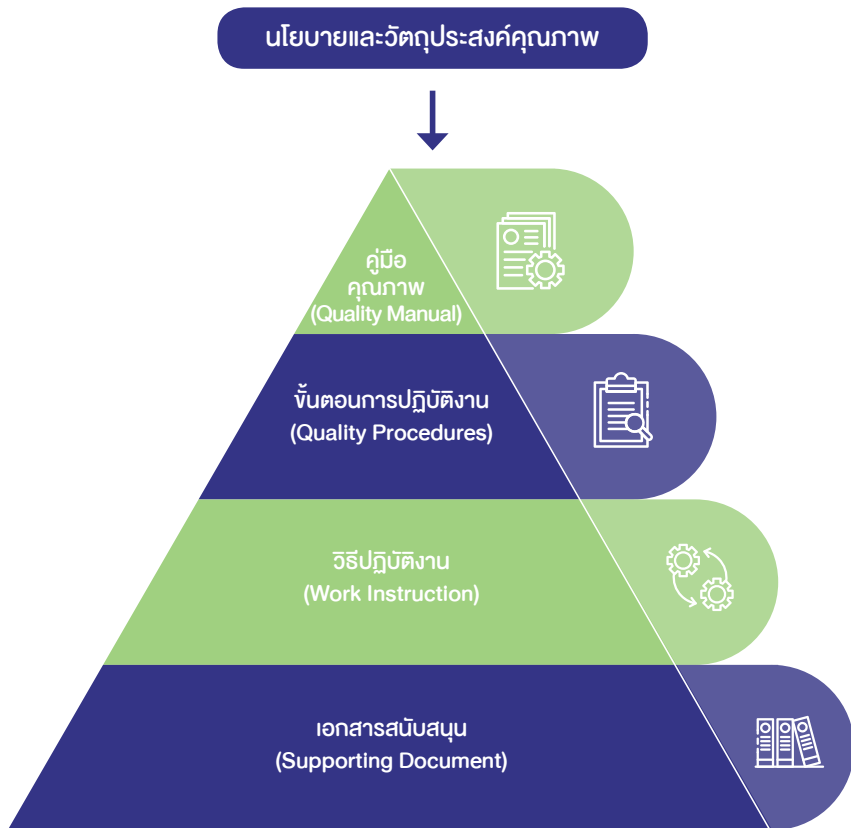 นโยบายและวัตถุประสงค์คุณภาพ
คู่มือ
คุณภาพ
(Quality Manual)
ขั้นตอนการปฏิบัติงาน
(Quality Procedures)
วิธีปฏิบัติงาน
(Work Instruction)
เอกสารสนับสนุน
(Supporting Document)